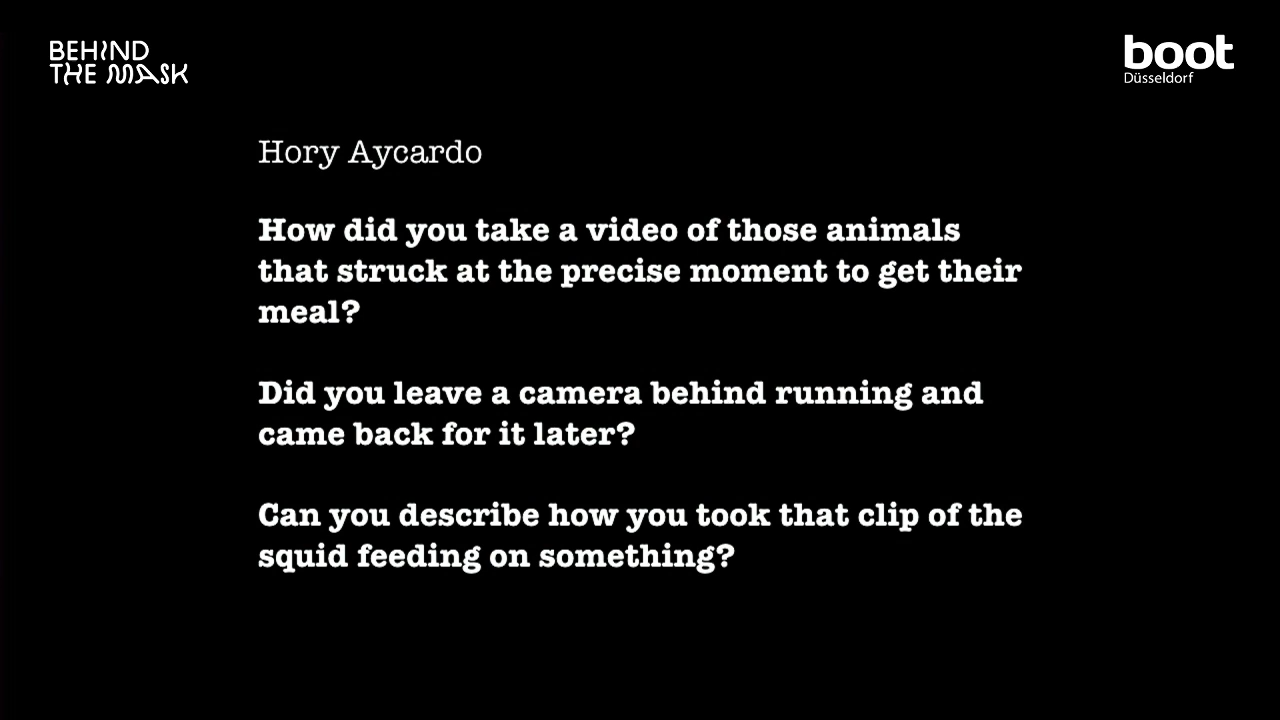 BEHIND
THE MASK
boot
Düsseldorf
Hory Aycardo
How did you take a video of those animals
that struck at the precise moment to get their
meal?
Did you leave a camera behind running and
came back for it later?
Can you describe how you took that clip of the
squid feeding on something?